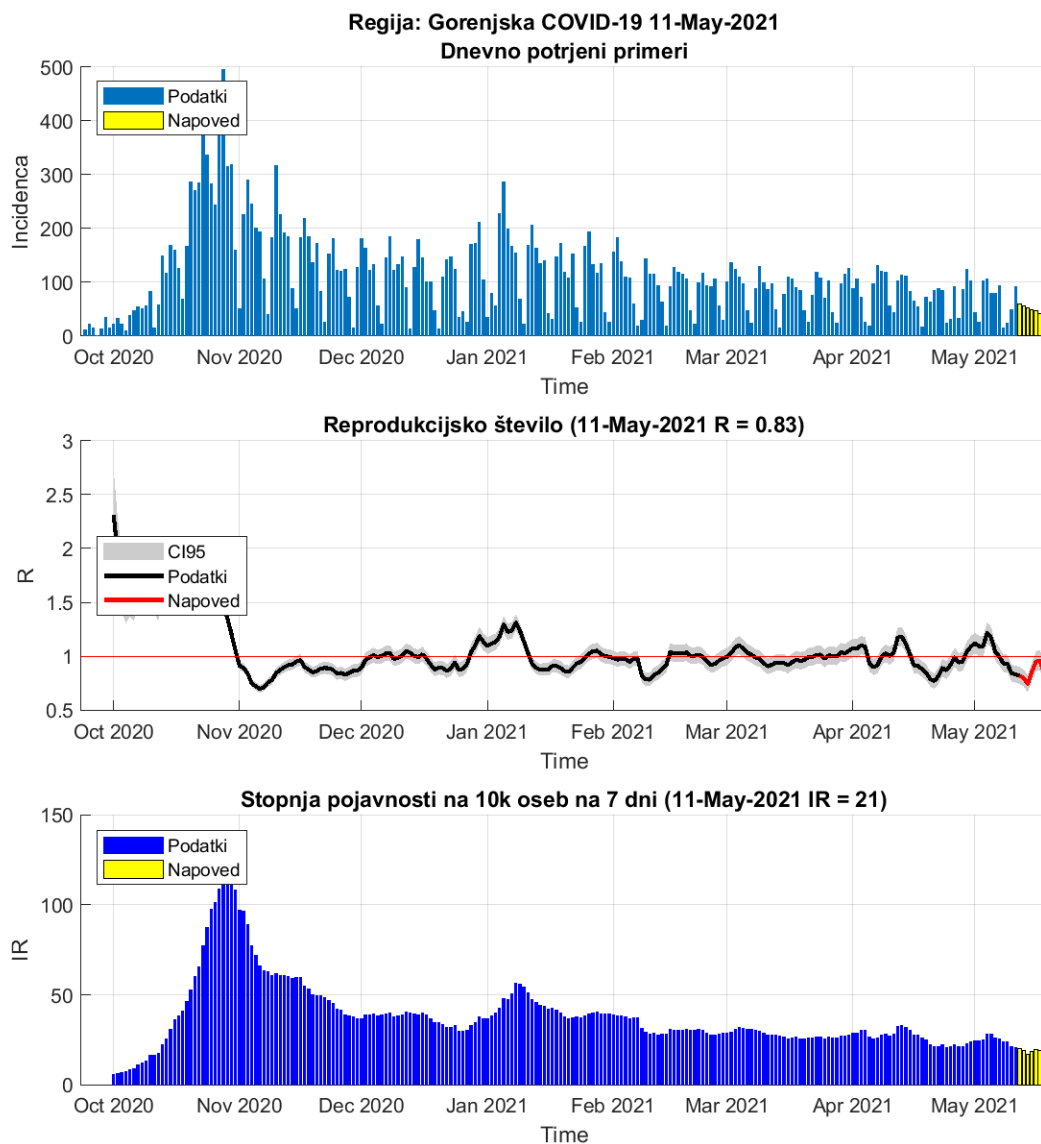 Regija: Gorenjska COVID-19 11-May-2021
Dnevno potrjeni primeri
500
400
300
200
100
0
Incidenca
Podatki
Napoved
Oct 2020 Nov 2020 Dec 2020 Jan 2021 Feb 2021 Mar 2021 Apr 2021 May 2021
Time
Reprodukcijsko število (11-May-2021 R = 0.83)
3
2.5
2
1.5
1
0.5
R
CI95
Podatki
Napoved
Oct 2020 Nov 2020 Dec 2020 Jan 2021 Feb 2021 Mar 2021 Apr 2021 May 2021
Time
Stopnja pojavnosti na 10k oseb na 7 dni (11-May-2021 IR = 21)
150
100
50
0
IR
Podatki
Napoved
Oct 2020 Nov 2020 Dec 2020 Jan 2021 Feb 2021 Mar 2021 Apr 2021 May 2021
Time